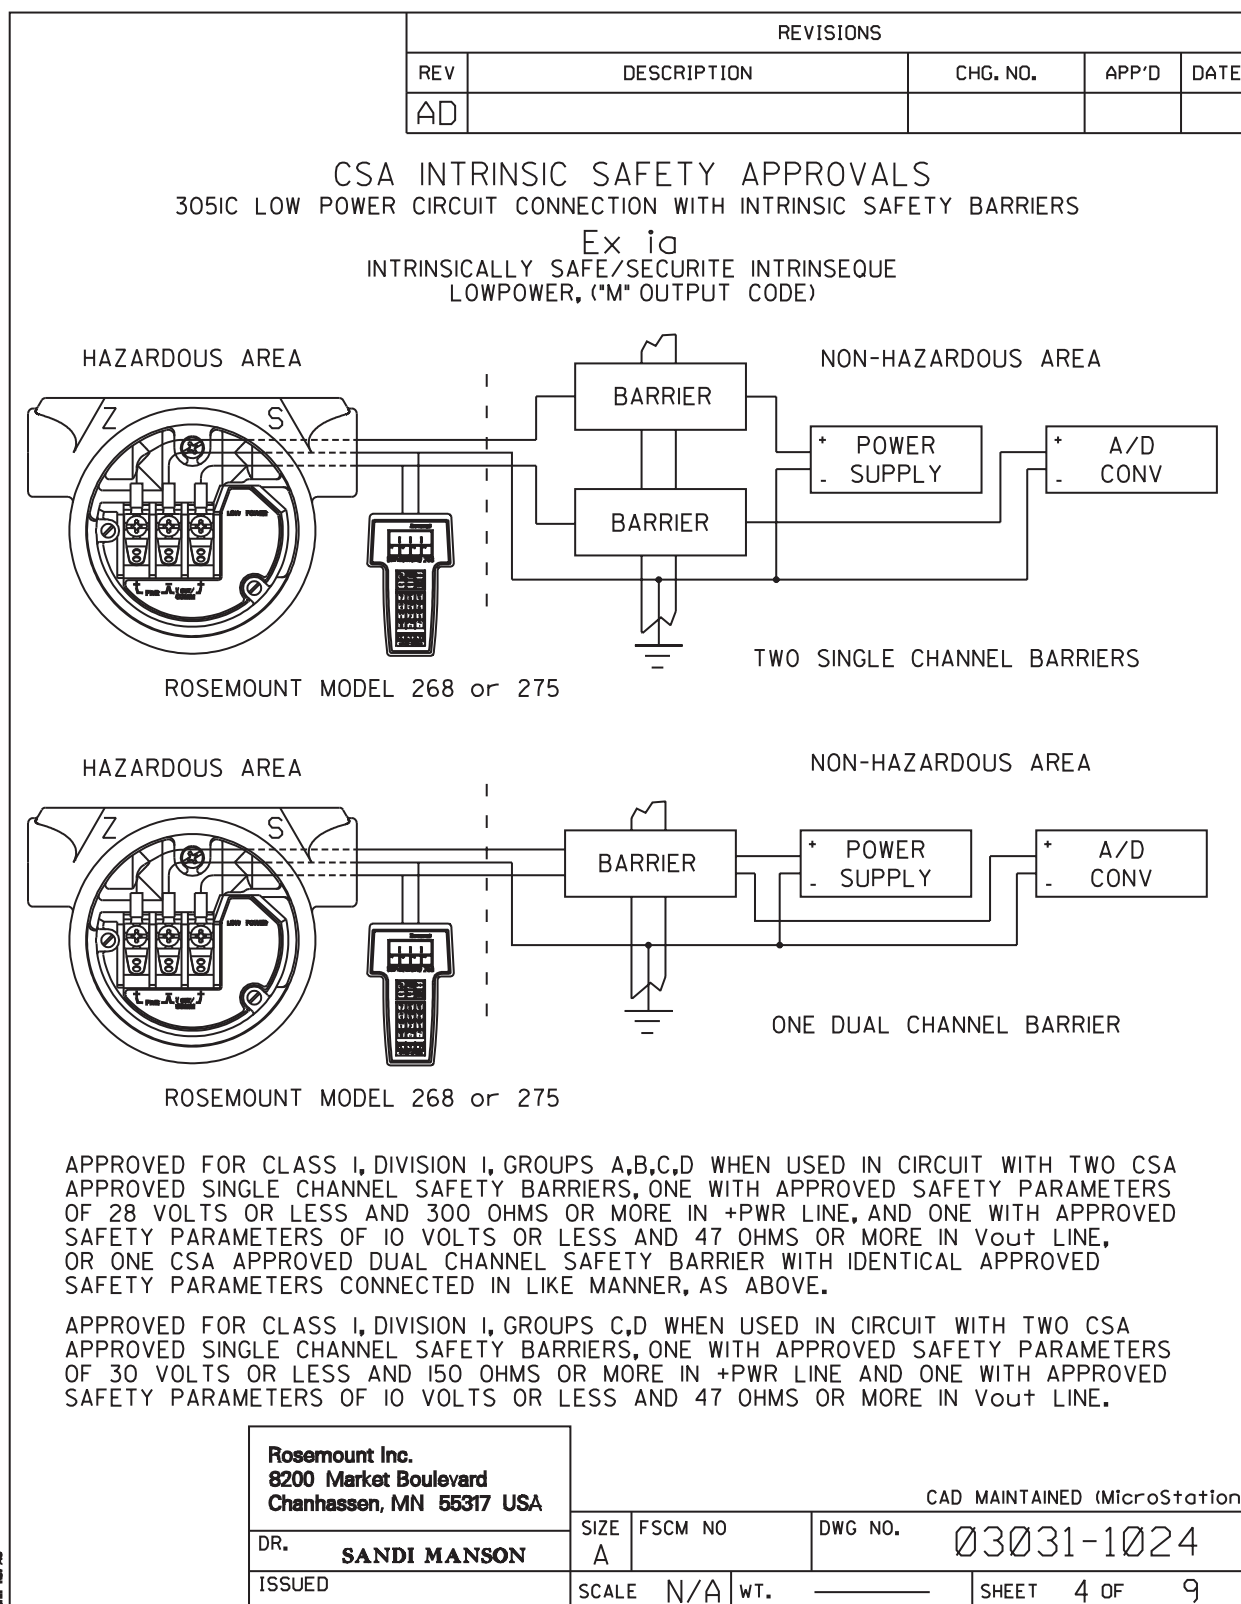 REVISIONS
REV DESCRIPTION CHG. NO. APP'D DATE
AD
CSA INTRINSIC SAFETY APPROVALS
3051C LOW POWER CIRCUIT CONNECTION WITH INTRINSIC SAFETY BARRIERS
Ex ia
INTRINSICALLY SAFE/SECURITE INTRINSEQUE
LOWPOWER, ("M" OUTPUT CODE)
HAZARDOUS AREA
NON-HAZARDOUS AREA
Z S
BARRIER
+ POWER
- SUPPLY
+ A/D
- CONV
BARRIER
LOW POWER
TWO SINGLE CHANNEL BARRIERS
ROSEMOUNT MODEL 268 or 275
HAZARDOUS AREA
NON-HAZARDOUS AREA
Z S
BARRIER
+ POWER
- SUPPLY
+ A/D
- CONV
LOW POWER
ONE DUAL CHANNEL BARRIER
ROSEMOUNT MODEL 268 or 275
APPROVED FOR CLASS I, DIVISION I, GROUPS A,B,C,D WHEN USED IN CIRCUIT WITH TWO CSA
APPROVED SINGLE CHANNEL SAFETY BARRIERS, ONE WITH APPROVED SAFETY PARAMETERS
OF 28 VOLTS OR LESS AND 300 OHMS OR MORE IN +PWR LINE, AND ONE WITH APPROVED
SAFETY PARAMETERS OF 10 VOLTS OR LESS AND 47 OHMS OR MORE IN Vout LINE,
OR ONE CSA APPROVED DUAL CHANNEL SAFETY BARRIER WITH IDENTICAL APPROVED
SAFETY PARAMETERS CONNECTED IN LIKE MANNER, AS ABOVE.
APPROVED FOR CLASS I, DIVISION I, GROUPS C,D WHEN USED IN CIRCUIT WITH TWO CSA
APPROVED SINGLE CHANNEL SAFETY BARRIERS, ONE WITH APPROVED SAFETY PARAMETERS
OF 30 VOLTS OR LESS AND 150 OHMS OR MORE IN +PWR LINE AND ONE WITH APPROVED
SAFETY PARAMETERS OF 10 VOLTS OR LESS AND 47 OHMS OR MORE IN Vout LINE.
Rosemount Inc.
8200 Market Boulevard
Chanhassen, MN 55317 USA
CAD MAINTAINED (MicroStation
DR. SANDI MANSON
SIZE A FSCM NO DWG NO. 03031-1024
ISSUED
SCALE N/A WT. SHEET 4 OF 9